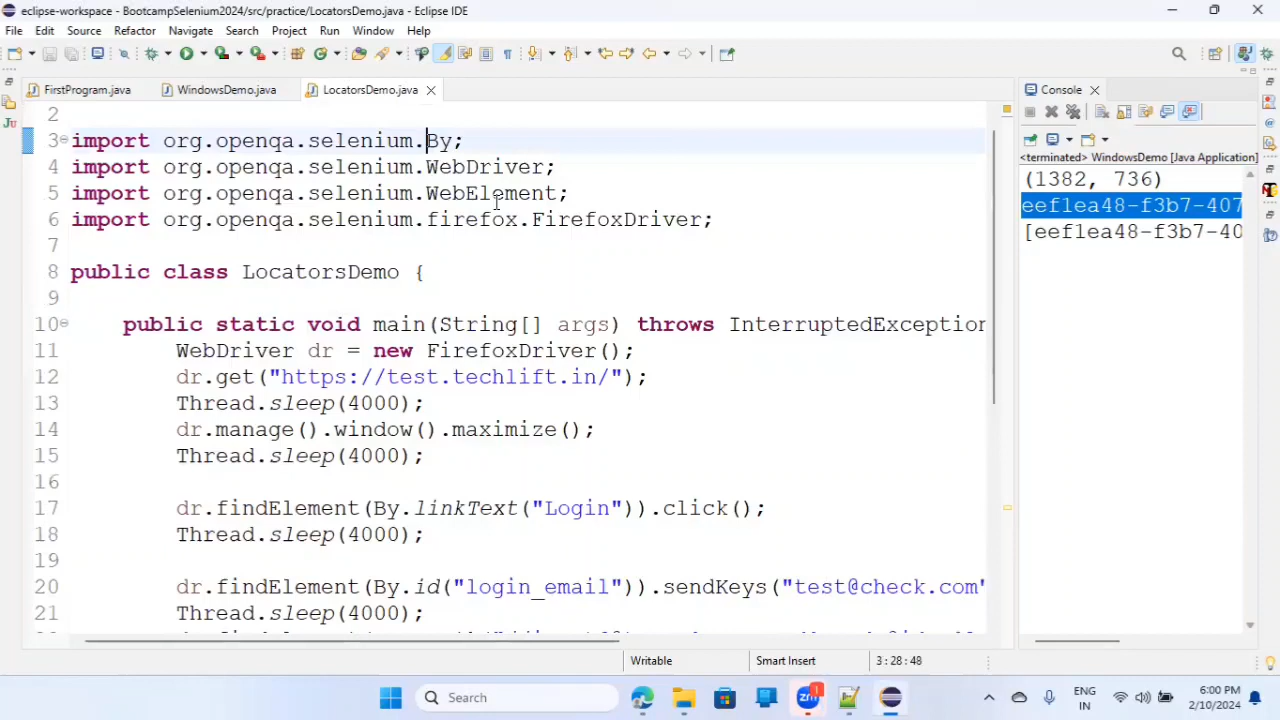 eclipse-workspace - BootcampSelenium2024/src/practice/LocatorsDemo.java - Eclipse IDE
File Edit Source Refactor Navigate Search Project Run Window Help
FirstProgram.java WindowsDemo.java LocatorsDemo.java
Console
<terminated> WindowsDemo [Java Application]
(1382, 736)
eef1ea48-f3b7-407
[eef1ea48-f3b7-40
2
3 import org.openqa.selenium.By;
4 import org.openqa.selenium.WebDriver;
5 import org.openqa.selenium.WebElement;
6 import org.openqa.selenium.firefox.FirefoxDriver;
7
8 public class LocatorsDemo {
9
10 public static void main(String[] args) throws InterruptedException
11 WebDriver dr = new FirefoxDriver();
12 dr.get("https://test.techlift.in/");
13 Thread.sleep(4000);
14 dr.manage().window().maximize();
15 Thread.sleep(4000);
16
17 dr.findElement(By.linkText("Login")).click();
18 Thread.sleep(4000);
19
20 dr.findElement(By.id("login_email")).sendKeys("test@check.com"
21 Thread.sleep(4000);
Writable Smart Insert 3 : 28 : 48
Search
ENG
IN
6:00 PM
2/10/2024